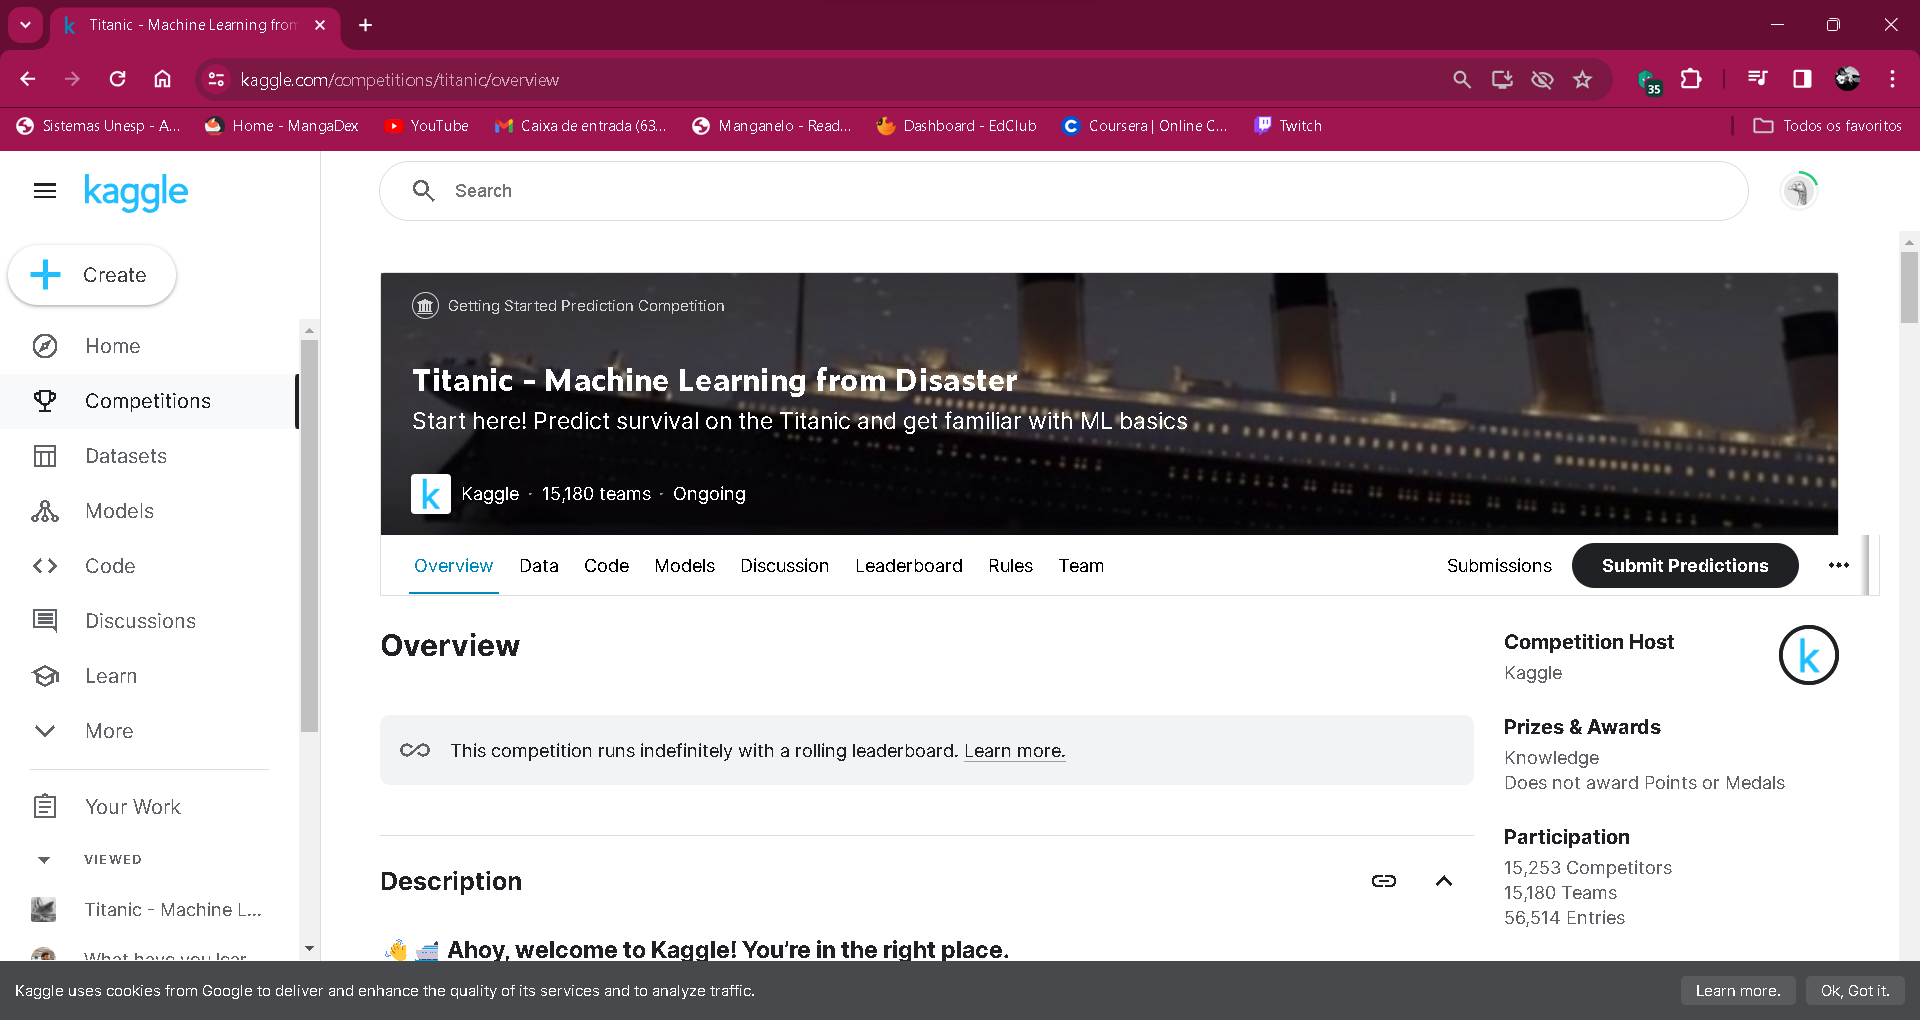 Titanic - Machine Learning from
kaggle.com/competitions/titanic/overview
35
Sistemas Unesp - A...
Home - MangaDex
YouTube
Caixa de entrada (63...
Manganelo - Read...
Dashboard - EdClub
Coursera | Online C...
Twitch
Todos os favoritos
kaggle
Search
Create
Home
Competitions
Datasets
Models
Code
Discussions
Learn
More
Your Work
VIEWED
Titanic - Machine L...
What have you lear...
Getting Started Prediction Competition
Titanic - Machine Learning from Disaster
Start here! Predict survival on the Titanic and get familiar with ML basics
k
Kaggle · 15,180 teams · Ongoing
Overview
Data
Code
Models
Discussion
Leaderboard
Rules
Team
Submissions
Submit Predictions
Overview
This competition runs indefinitely with a rolling leaderboard. Learn more.
Description
Ahoy, welcome to Kaggle! You’re in the right place.
Competition Host
Kaggle
k
Prizes & Awards
Knowledge
Does not award Points or Medals
Participation
15,253 Competitors
15,180 Teams
56,514 Entries
Kaggle uses cookies from Google to deliver and enhance the quality of its services and to analyze traffic.
Learn more.
Ok, Got it.